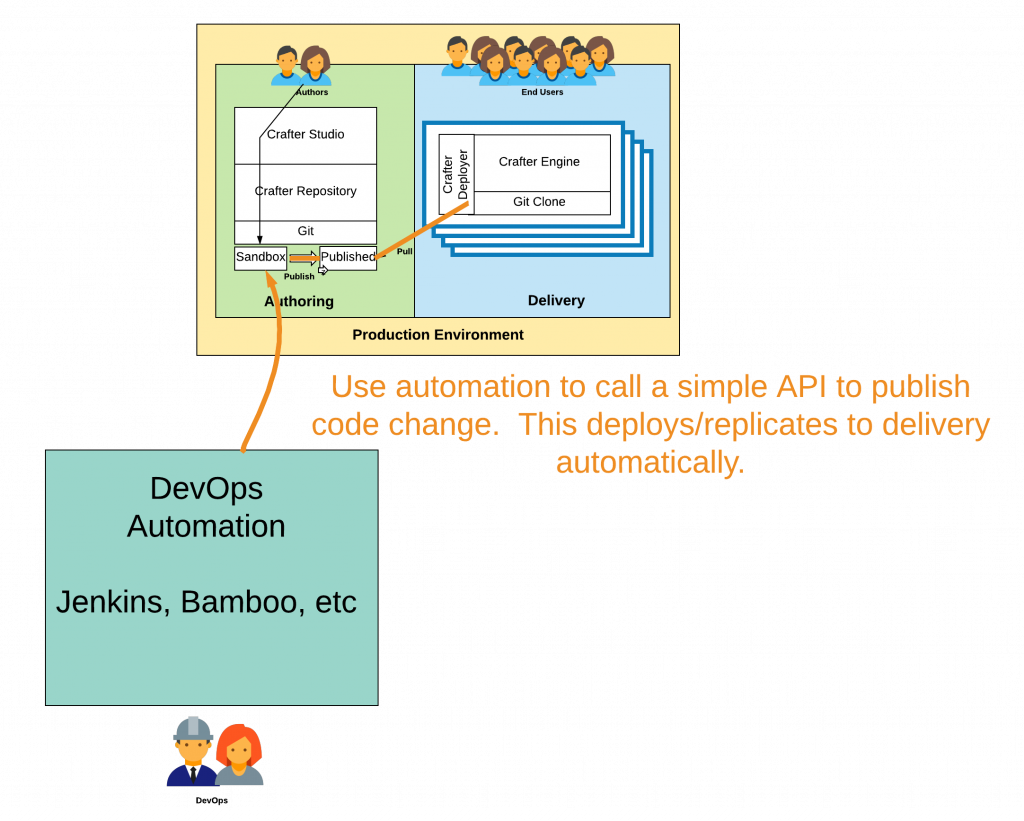 Authors
End Users
Crafter Studio
Crafter Repository
Git
Sandbox
Published
Publish
Pull
Authoring
Crafter
Deployer
Crafter Engine
Git Clone
Delivery
Production Environment
Use automation to call a simple API to publish
code change.  This deploys/replicates to delivery
automatically.
DevOps
Automation
Jenkins, Bamboo, etc
DevOps